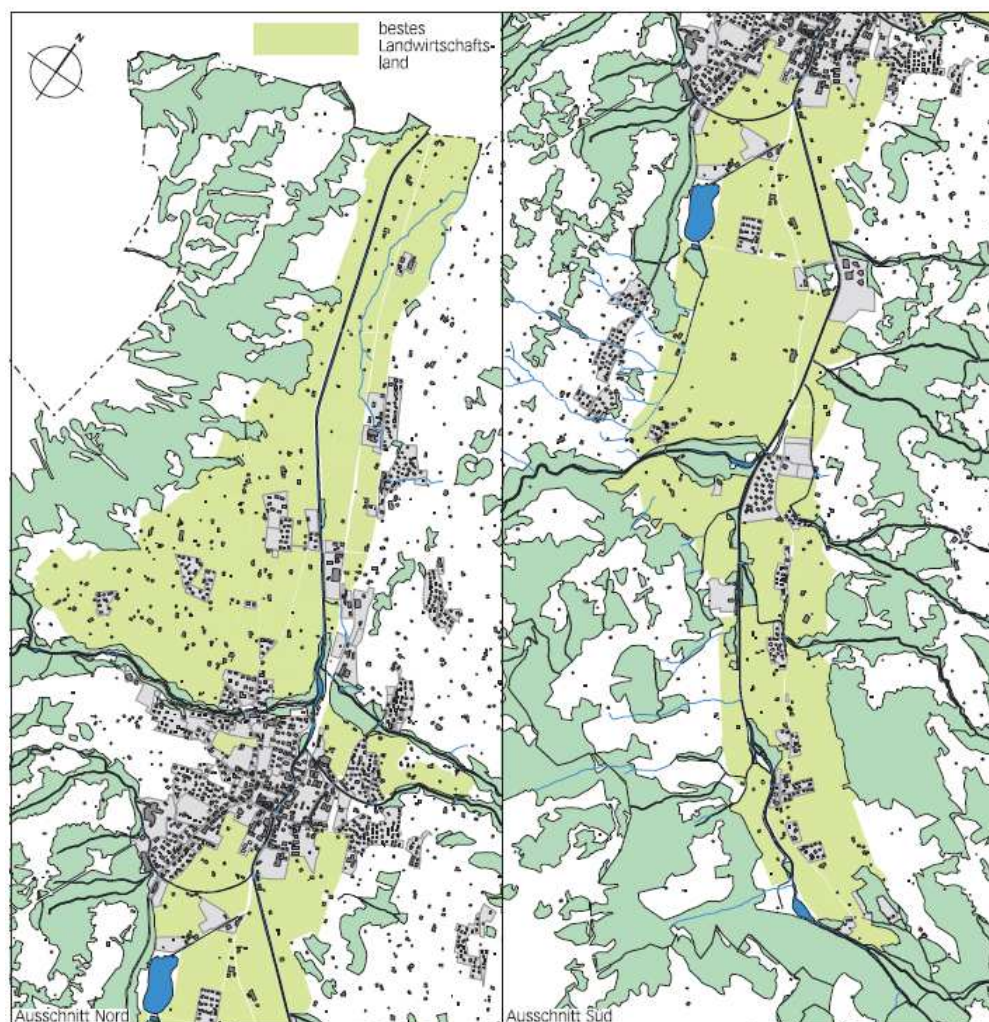 N
bestes
Landwirtschafts-
land
Ausschnitt Nord
Ausschnitt Süd